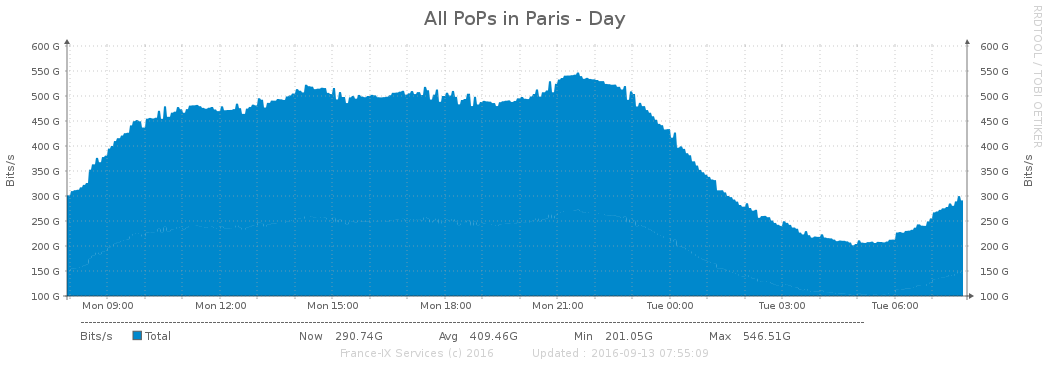 All PoPs in Paris - Day
RRDTOOL / TOBI OETIKER
600 G 600 G
550 G 550 G
500 G 500 G
450 G 450 G
400 G 400 G
350 G 350 G
300 G 300 G
250 G 250 G
200 G 200 G
150 G 150 G
100 G 100 G
Bits/s Bits/s
Mon 09:00 Mon 12:00 Mon 15:00 Mon 18:00 Mon 21:00 Tue 00:00 Tue 03:00 Tue 06:00
Bits/s Total Now 290.74G Avg 409.46G Min 201.05G Max 546.51G
France-IX Services (c) 2016 Updated : 2016-09-13 07:55:09